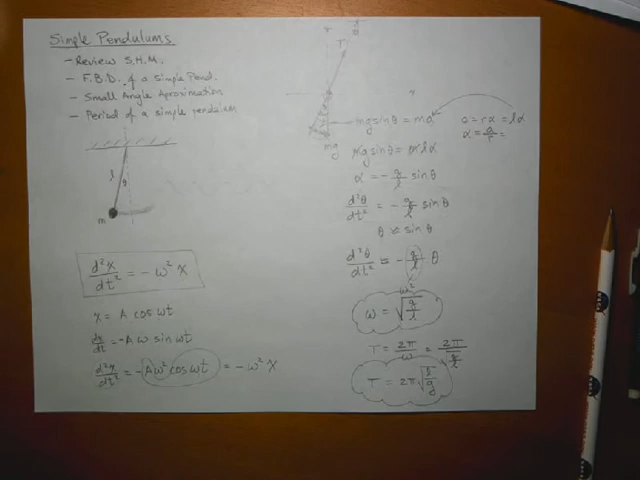 Simple Pendulums
- Review S.H.M.
- F.B.D. of a simple Pend.
- Small Angle Aproximation
- Period of a simple pendulum
l
θ
m
d²x/dt² = -ω² x
x = A cos ωt
dx/dt = -A ω sin ωt
d²x/dt² = -Aω² cos ωt = -ω² x
T
mg
-mg sin θ = ma
a = rα = lα
α = a/r =
-mg sin θ = m l α
α = - g/l sin θ
d²θ/dt² = - g/l sin θ
θ ≈ sin θ
d²θ/dt² = - g/l θ
ω²
ω = √(g/l)
T = 2π/ω = 2π/√(g/l)
T = 2π √(l/g)